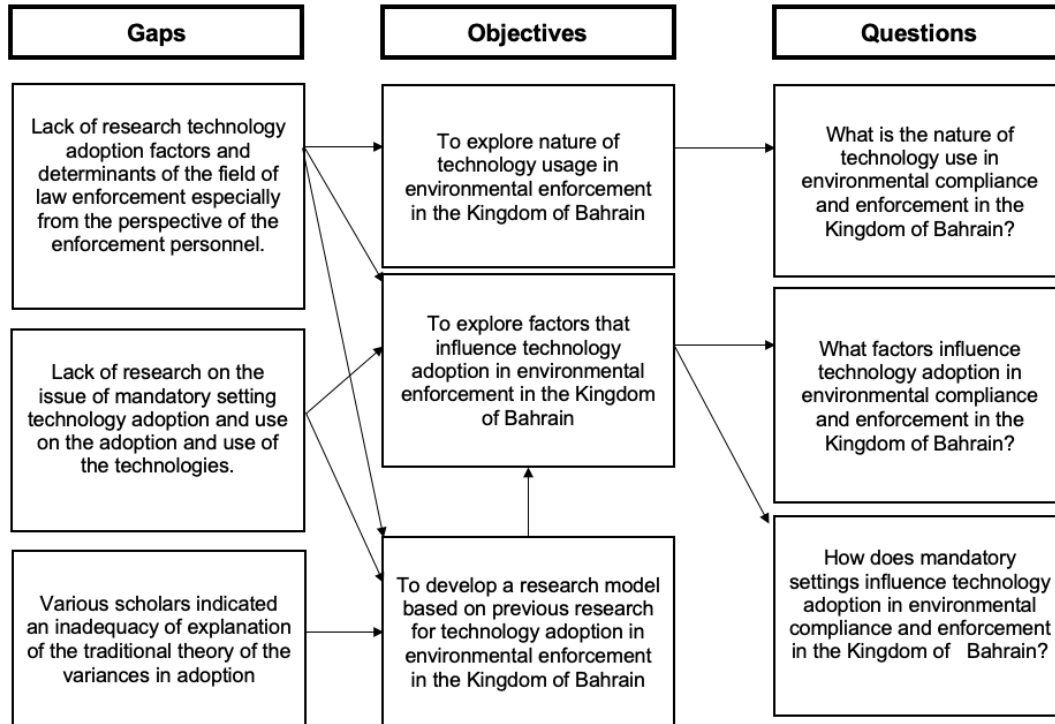 Gaps
Objectives
Questions
Lack of research technology
adoption factors and
determinants of the field of
law enforcement especially
from the perspective of the
enforcement personnel.
To explore nature of
technology usage in
environmental enforcement
in the Kingdom of Bahrain
What is the nature of
technology use in
environmental compliance
and enforcement in the
Kingdom of Bahrain?
Lack of research on the
issue of mandatory setting
technology adoption and use
on the adoption and use of
the technologies.
To explore factors that
influence technology
adoption in environmental
enforcement in the Kingdom
of Bahrain
What factors influence
technology adoption in
environmental compliance
and enforcement in the
Kingdom of Bahrain?
Various scholars indicated
an inadequacy of explanation
of the traditional theory of the
variances in adoption
To develop a research model
based on previous research
for technology adoption in
environmental enforcement
in the Kingdom of Bahrain
How does mandatory
settings influence technology
adoption in environmental
compliance and enforcement
in the Kingdom of Bahrain?